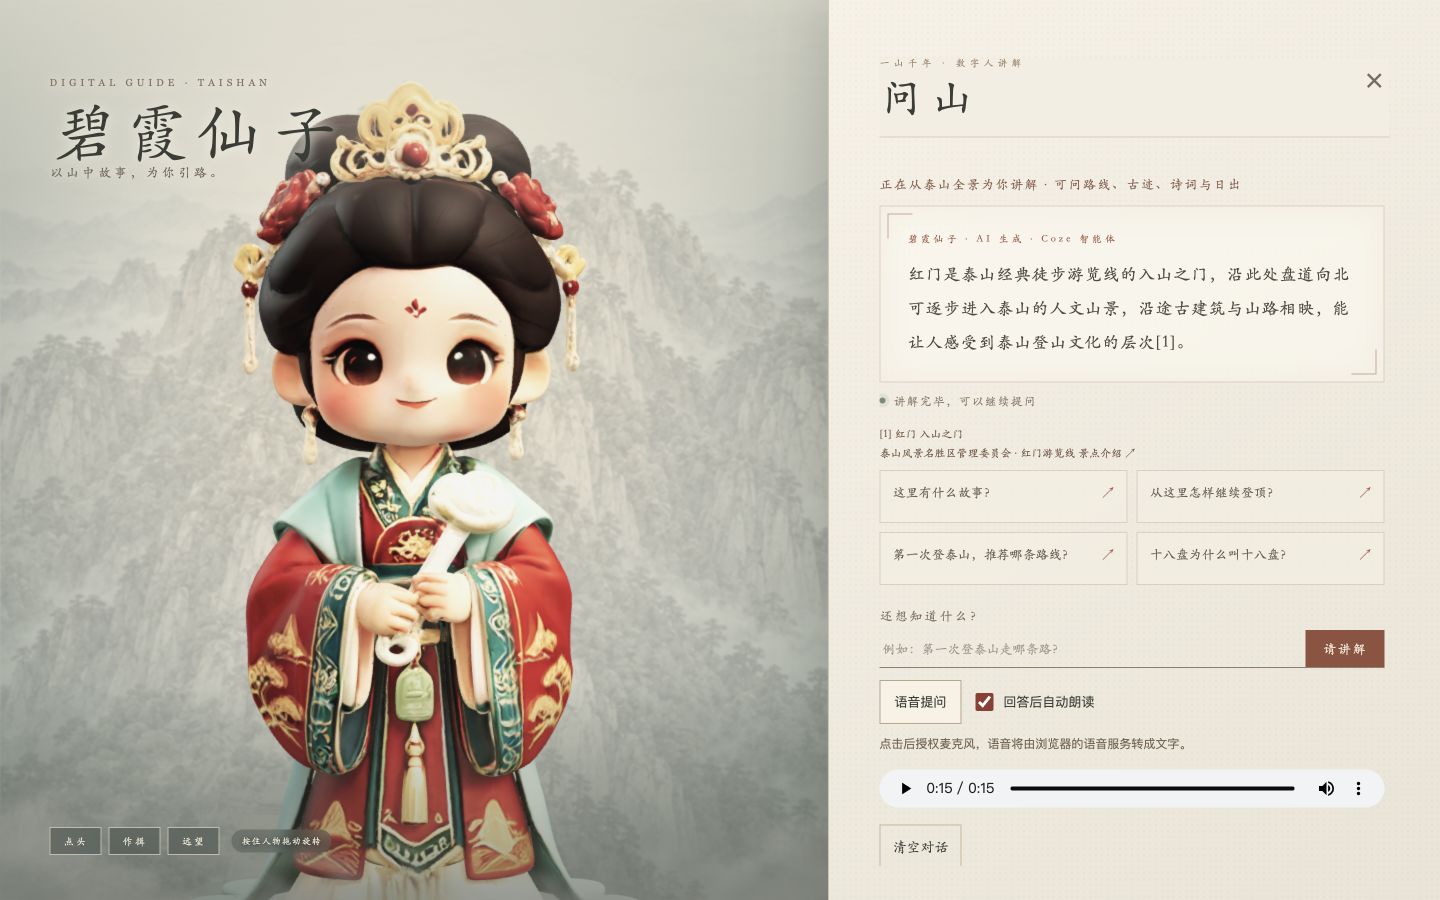 DIGITAL GUIDE · TAISHAN
碧霞仙子
以山中故事，为你引路。
点头
作揖
远望
按住人物拖动旋转
一山千年 · 数字人讲解
问山
正在从泰山全景为你讲解 · 可问路线、古迹、诗词与日出
碧霞仙子 · AI 生成 · Coze 智能体
红门是泰山经典徒步游览线的入山之门，沿此处盘道向北
可逐步进入泰山的人文山景，沿途古建筑与山路相映，能
让人感受到泰山登山文化的层次[1]。
讲解完毕，可以继续提问
[1] 红门 入山之门
泰山风景名胜区管理委员会 · 红门游览线 景点介绍 ↗
这里有什么故事？ ↗
从这里怎样继续登顶？ ↗
第一次登泰山，推荐哪条路线？ ↗
十八盘为什么叫十八盘？ ↗
还想知道什么？
例如：第一次登泰山走哪条路？
请讲解
语音提问
回答后自动朗读
点击后授权麦克风，语音将由浏览器的语音服务转成文字。
0:15 / 0:15
清空对话